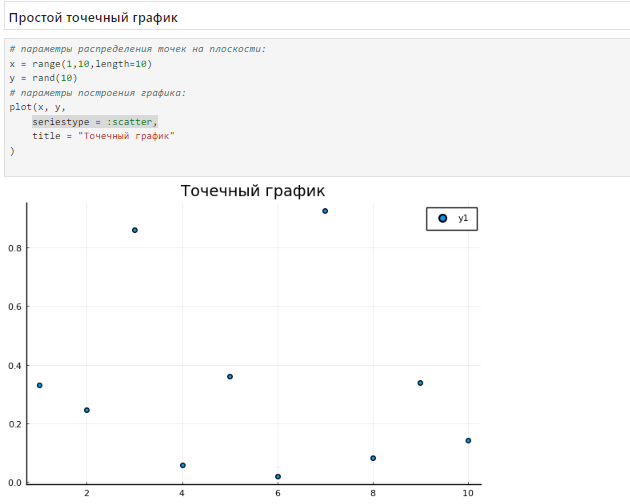 Простой точечный график
# параметры распределения точек на плоскости:
x = range(1,10,length=10)
y = rand(10)
# параметры построения графика:
plot(x, y,
seriestype = :scatter,
title = "Точечный график"
)
Точечный график
y1
0.8
0.6
0.4
0.2
0.0
2 4 6 8 10